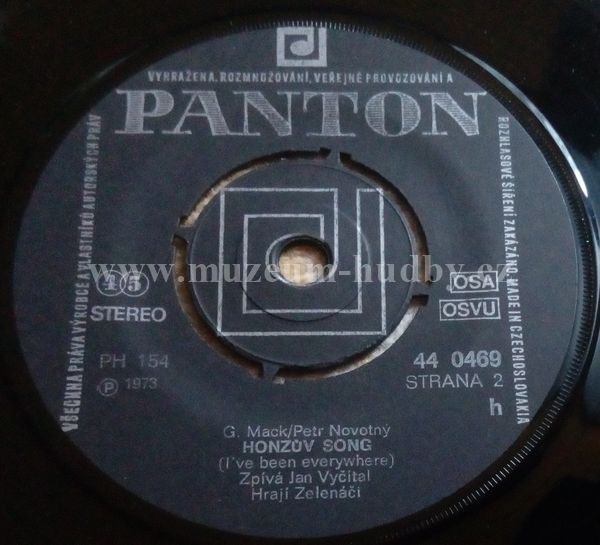 VŠECHNA PRÁVA VÝROBCE A VLASTNÍKŮ AUTORSKÝCH PRÁV
VYHRAŽENA. ROZMNOŽOVÁNÍ, VEŘEJNÉ PROVOZOVÁNÍ A
ROZHLASOVÉ ŠÍŘENÍ ZAKÁZÁNO. MADE IN CZECHOSLOVAKIA
PANTON
www.muzeum-hudby.cz
45
STEREO
OSA
OSVU
PH 154
℗ 1973
44 0469
STRANA 2
h
G. Mack/Petr Novotný
HONZŮV SONG
(I've been everywhere)
Zpívá Jan Vyčítal
Hrají Zelenáči